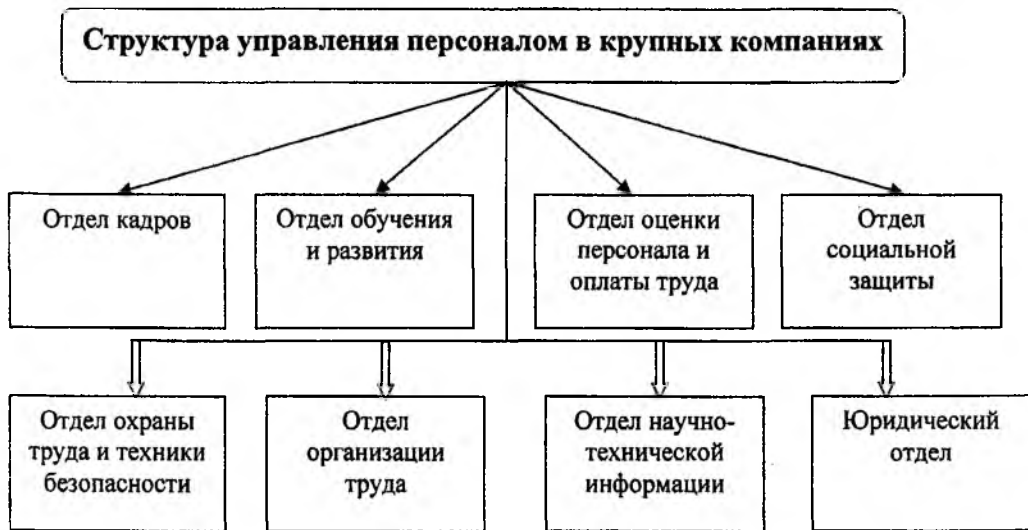 Структура управления персоналом в крупных компаниях
Отдел кадров
Отдел обучения
и развития
Отдел оценки
персонала и
оплаты труда
Отдел
социальной
защиты
Отдел охраны
труда и техники
безопасности
Отдел
организации
труда
Отдел научно-
технической
информации
Юридический
отдел